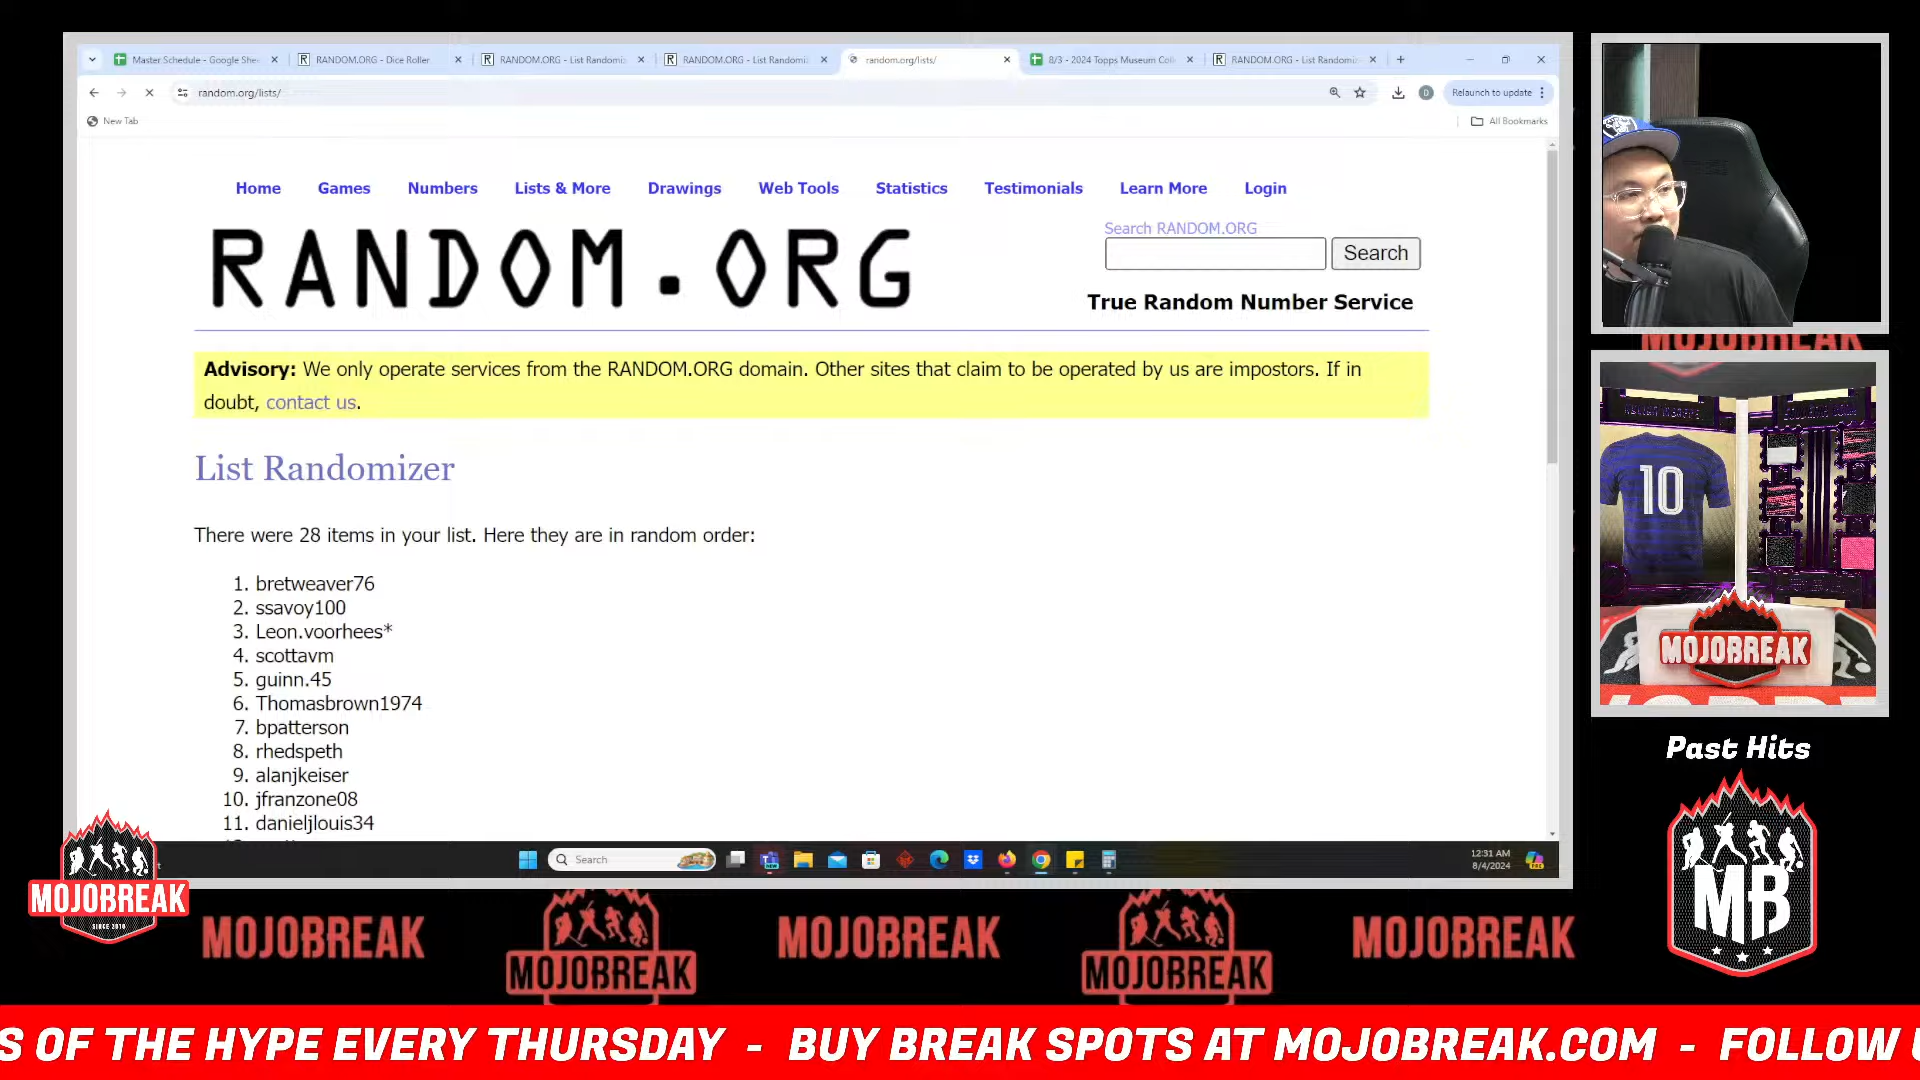 Master Schedule - Google She
RANDOM.ORG - Dice Roller
RANDOM.ORG - List Randomiz
RANDOM.ORG - List Randomiz
random.org/lists/
8/3 - 2024 Topps Museum Coll
RANDOM.ORG - List Randomiz
random.org/lists/
Relaunch to update
New Tab
All Bookmarks
Home Games Numbers Lists & More Drawings Web Tools Statistics Testimonials Learn More Login
RANDOM.ORG
Search RANDOM.ORG
Search
True Random Number Service
Advisory: We only operate services from the RANDOM.ORG domain. Other sites that claim to be operated by us are impostors. If in
doubt, contact us.
List Randomizer
There were 28 items in your list. Here they are in random order:
1. bretweaver76
2. ssavoy100
3. Leon.voorhees*
4. scottavm
5. guinn.45
6. Thomasbrown1974
7. bpatterson
8. rhedspeth
9. alanjkeiser
10. jfranzone08
11. danieljlouis34
Search
12:31 AM
8/4/2024
MOJOBREAK
10
MOJOBREAK
Past Hits
MB
MOJOBREAK
SINCE 2010
MOJOBREAK
MOJOBREAK
MOJOBREAK
MOJOBREAK
MOJOBREAK
S OF THE HYPE EVERY THURSDAY - BUY BREAK SPOTS AT MOJOBREAK.COM - FOLLOW U